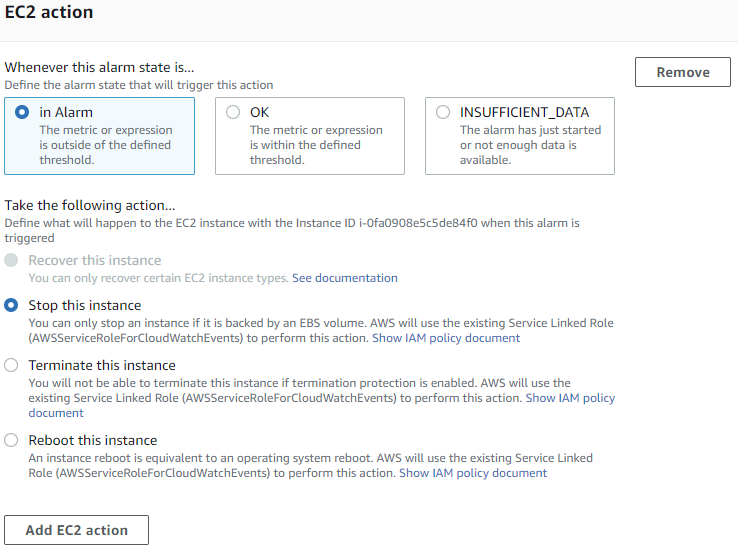 EC2 action
Whenever this alarm state is...
Remove
Define the alarm state that will trigger this action
in Alarm
The metric or expression
is outside of the defined
threshold.
OK
The metric or expression
is within the defined
threshold.
INSUFFICIENT_DATA
The alarm has just started
or not enough data is
available.
Take the following action...
Define what will happen to the EC2 instance with the Instance ID i-0fa0908e5c5de84f0 when this alarm is
triggered
Recover this instance
You can only recover certain EC2 instance types. See documentation
Stop this instance
You can only stop an instance if it is backed by an EBS volume. AWS will use the existing Service Linked Role
(AWSServiceRoleForCloudWatchEvents) to perform this action. Show IAM policy document
Terminate this instance
You will not be able to terminate this instance if termination protection is enabled. AWS will use the
existing Service Linked Role (AWSServiceRoleForCloudWatchEvents) to perform this action. Show IAM policy
document
Reboot this instance
An instance reboot is equivalent to an operating system reboot. AWS will use the existing Service Linked
Role (AWSServiceRoleForCloudWatchEvents) to perform this action. Show IAM policy document
Add EC2 action